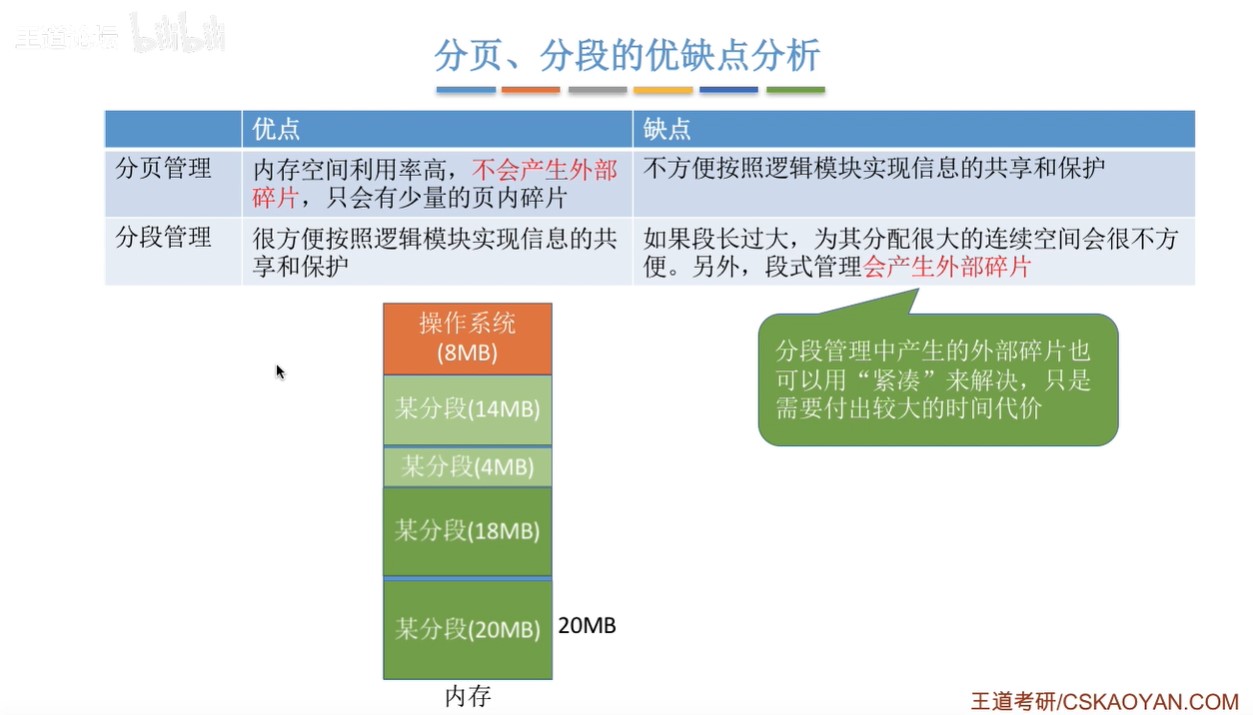 王道论坛 bilibili
分页、分段的优缺点分析
优点 缺点
分页管理 内存空间利用率高，不会产生外部 不方便按照逻辑模块实现信息的共享和保护
碎片，只会有少量的页内碎片
分段管理 很方便按照逻辑模块实现信息的共 如果段长过大，为其分配很大的连续空间会很不方
享和保护 便。另外，段式管理会产生外部碎片
操作系统
(8MB)
某分段(14MB)
某分段(4MB)
某分段(18MB)
某分段(20MB) 20MB
内存
分段管理中产生的外部碎片也
可以用“紧凑”来解决，只是
需要付出较大的时间代价
王道考研/CSKAOYAN.COM